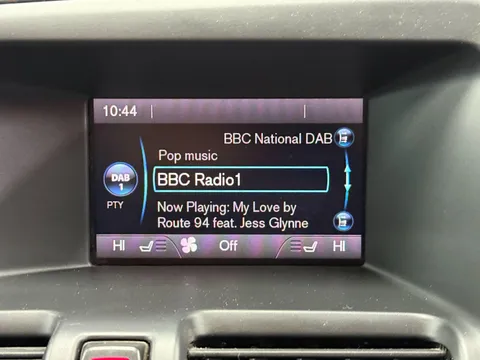 10:44
BBC National DAB
Pop music
DAB
1
BBC Radio1
PTY
Now Playing: My Love by
Route 94 feat. Jess Glynne
HI Off HI